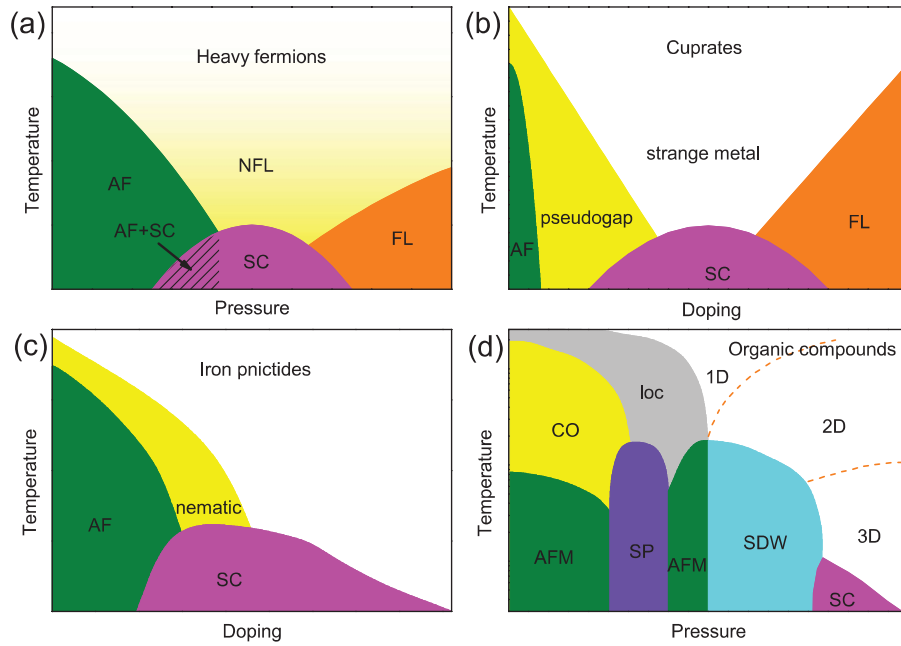 (a)
Heavy fermions
NFL
AF
AF+SC
SC
FL
Temperature
Pressure
(b)
Cuprates
strange metal
pseudogap
AF
SC
FL
Temperature
Doping
(c)
Iron pnictides
nematic
AF
SC
Temperature
Doping
(d)
Organic compounds
1D
loc
CO
2D
SP
SDW
3D
AFM
AFM
SC
Temperature
Pressure